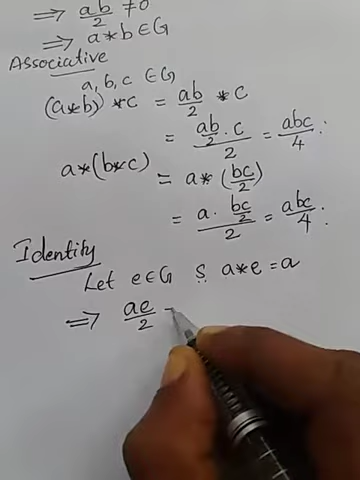 ⇒ ab/2 ≠ 0
⇒ a*b ∈ G
Associative
a, b, c ∈ G
(a*b) *c = ab/2 *c
= (ab/2 · c)/2 = abc/4 :
a*(b*c) = a* (bc/2)
= (a · bc/2)/2 = abc/4 :
Identity
Let e∈G S a*e = a
⇒ ae/2 =